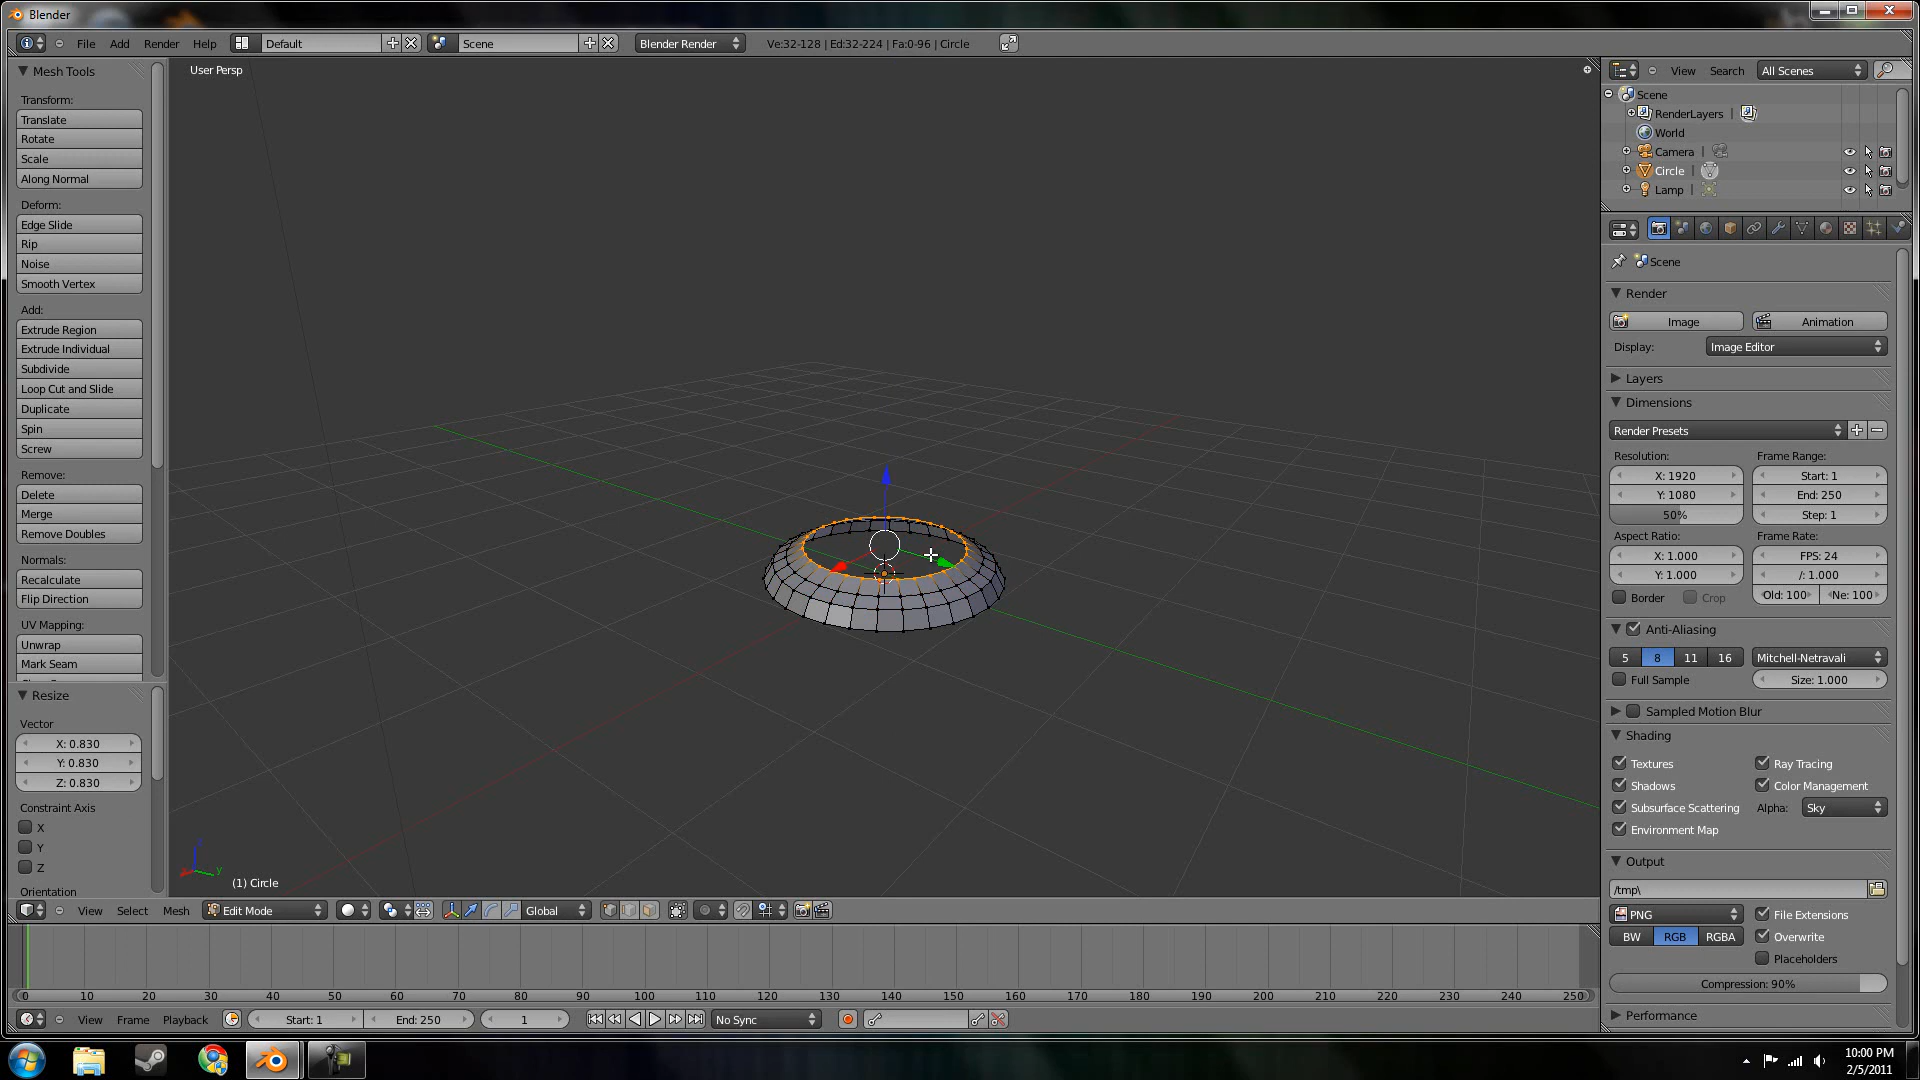 Blender
File Add Render Help Default Scene Blender Render Ve:32-128 | Ed:32-224 | Fa:0-96 | Circle
Mesh Tools
Transform:
Translate
Rotate
Scale
Along Normal
Deform:
Edge Slide
Rip
Noise
Smooth Vertex
Add:
Extrude Region
Extrude Individual
Subdivide
Loop Cut and Slide
Duplicate
Spin
Screw
Remove:
Delete
Merge
Remove Doubles
Normals:
Recalculate
Flip Direction
UV Mapping:
Unwrap
Mark Seam
Resize
Vector
X: 0.830
Y: 0.830
Z: 0.830
Constraint Axis
X
Y
Z
Orientation
User Persp
y
(1) Circle
View Select Mesh Edit Mode Global
0 10 20 30 40 50 60 70 80 90 100 110 120 130 140 150 160 170 180 190 200 210 220 230 240 250
View Frame Playback Start: 1 End: 250 1 No Sync
View Search All Scenes
Scene
RenderLayers |
World
Camera |
Circle |
Lamp |
Scene
Render
Image Animation
Display: Image Editor
Layers
Dimensions
Render Presets
Resolution: Frame Range:
X: 1920 Start: 1
Y: 1080 End: 250
50% Step: 1
Aspect Ratio: Frame Rate:
X: 1.000 FPS: 24
Y: 1.000 /: 1.000
Border Crop Old: 100 Ne: 100
Anti-Aliasing
5 8 11 16 Mitchell-Netravali
Full Sample Size: 1.000
Sampled Motion Blur
Shading
Textures Ray Tracing
Shadows Color Management
Subsurface Scattering Alpha: Sky
Environment Map
Output
/tmp\
PNG File Extensions
BW RGB RGBA Overwrite
Placeholders
Compression: 90%
Performance
10:00 PM
2/5/2011